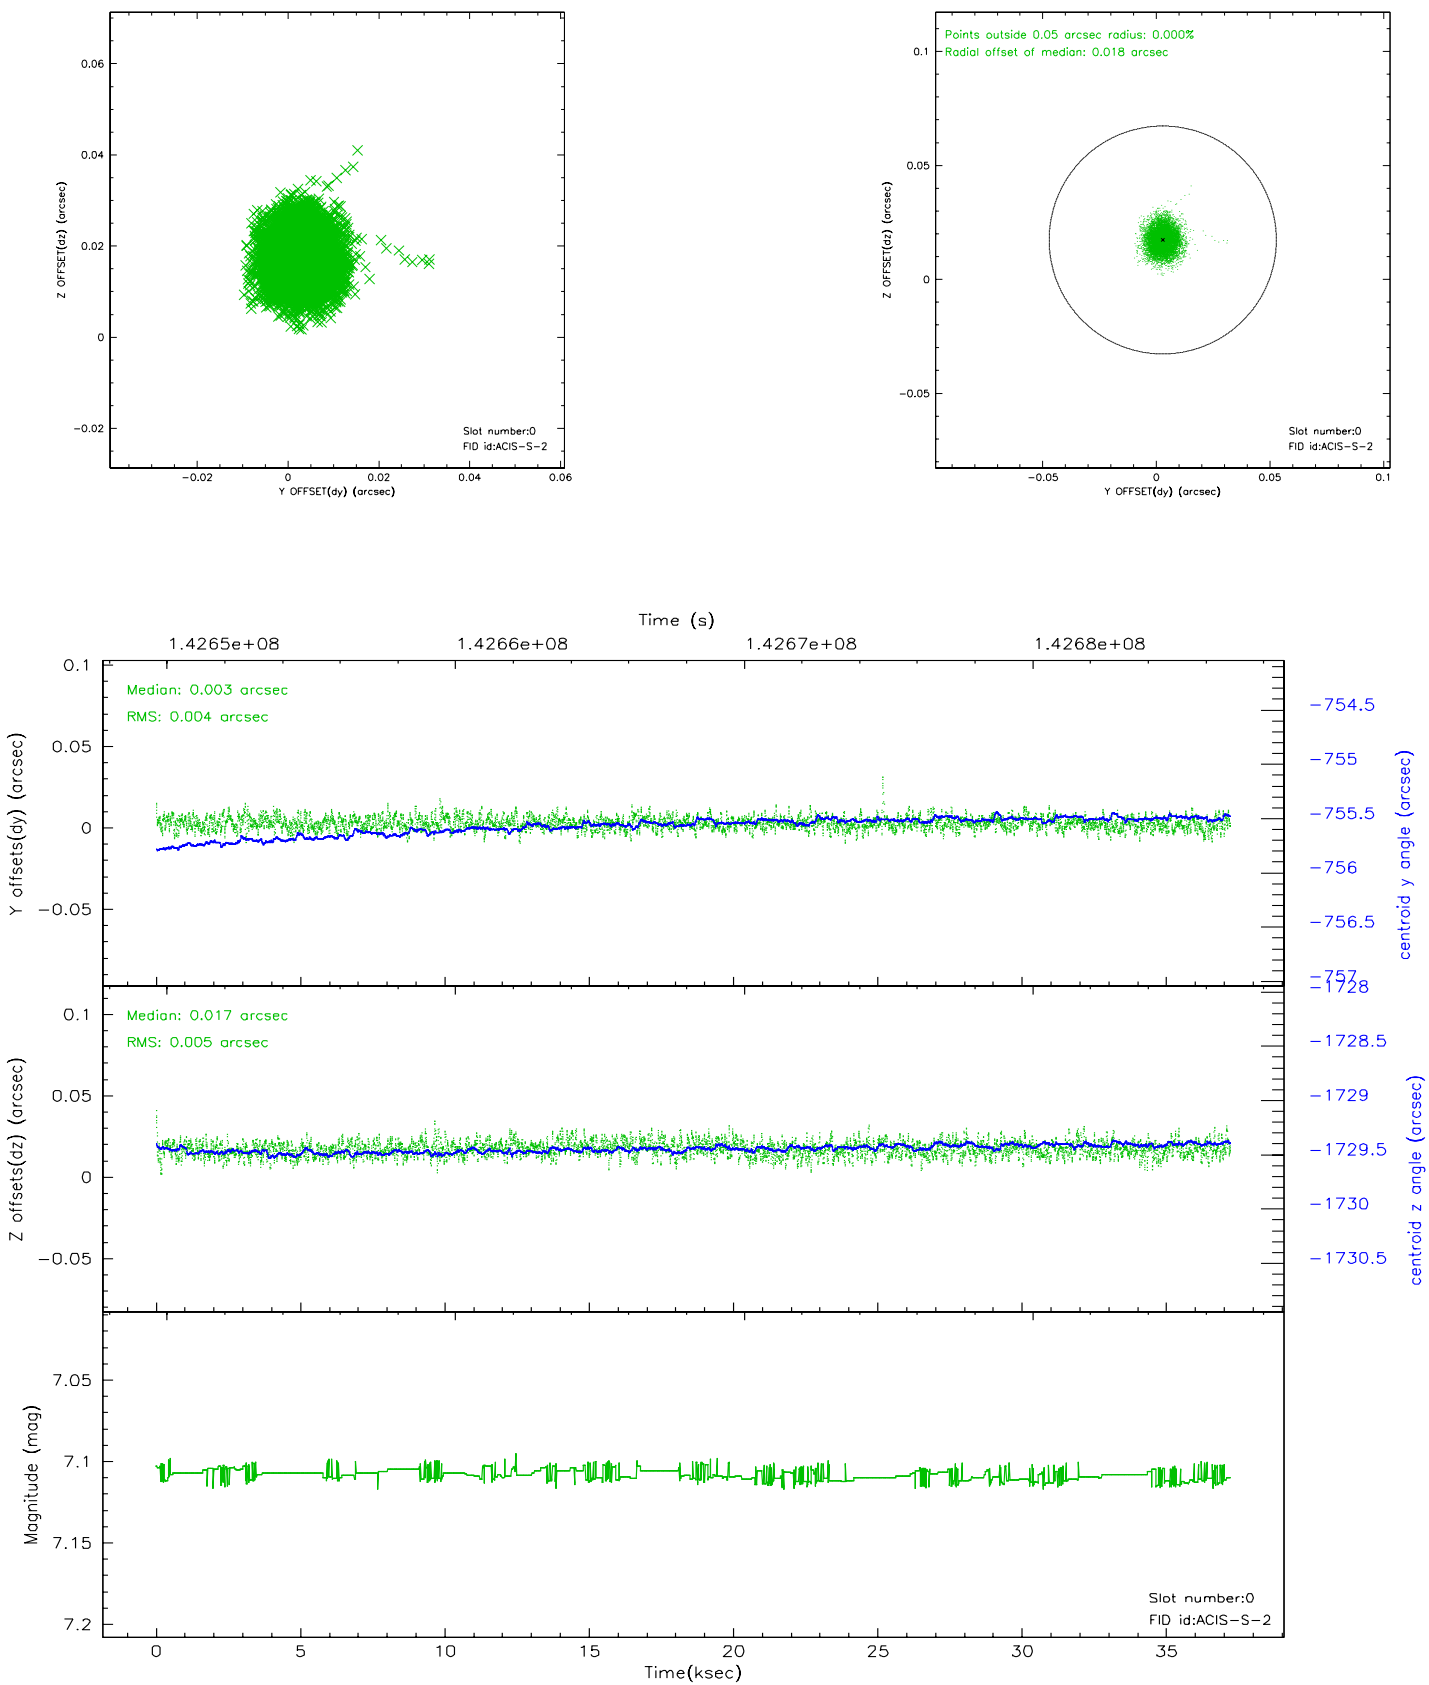 0.06
0.04
0.02
0
−0.02
Z OFFSET(dz) (arcsec)
Slot number:0
FID id:ACIS−S−2
−0.02
0
0.02
0.04
0.06
Y OFFSET(dy) (arcsec)
Points outside 0.05 arcsec radius: 0.000%
Radial offset of median: 0.018 arcsec
0.1
0.05
0
−0.05
Z OFFSET(dz) (arcsec)
Slot number:0
FID id:ACIS−S−2
−0.05
0
0.05
0.1
Y OFFSET(dy) (arcsec)
Time (s)
1.4265e+08
1.4266e+08
1.4267e+08
1.4268e+08
Median: 0.003 arcsec
RMS: 0.004 arcsec
0.1
0.05
0
−0.05
Y offsets(dy) (arcsec)
−754.5
−755
−755.5
−756
−756.5
−757
centroid y angle (arcsec)
Median: 0.017 arcsec
RMS: 0.005 arcsec
0.1
0.05
0
−0.05
Z offsets(dz) (arcsec)
−1728
−1728.5
−1729
−1729.5
−1730
−1730.5
centroid z angle (arcsec)
7.05
7.1
7.15
7.2
Magnitude (mag)
Slot number:0
FID id:ACIS−S−2
0
5
10
15
20
25
30
35
Time(ksec)